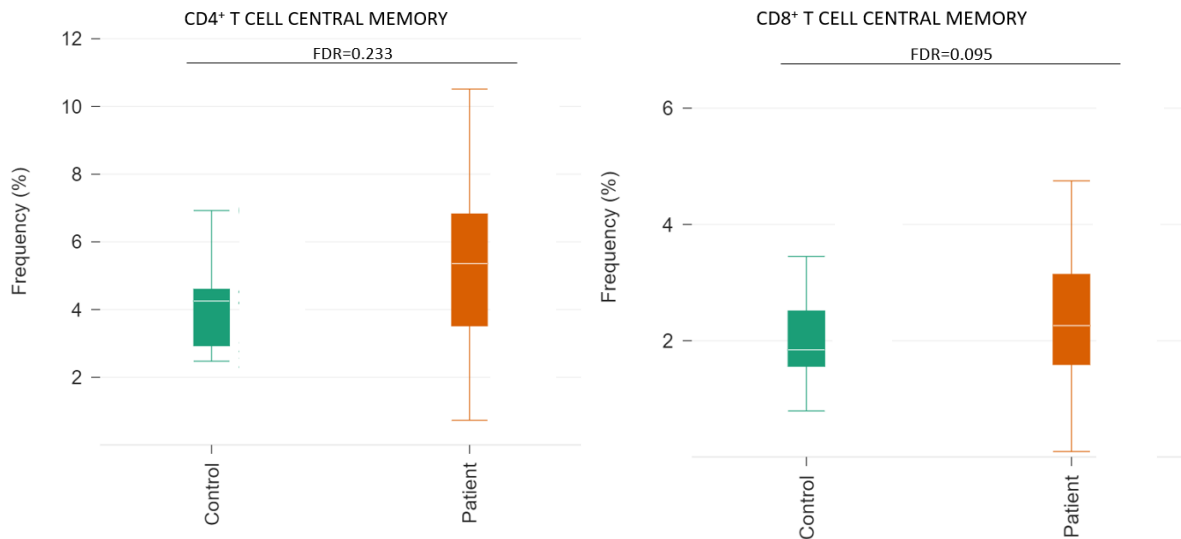 CD4⁺ T CELL CENTRAL MEMORY
FDR=0.233
12
10
8
6
4
2
Frequency (%)
Control
Patient
CD8⁺ T CELL CENTRAL MEMORY
FDR=0.095
6
4
2
Frequency (%)
Control
Patient